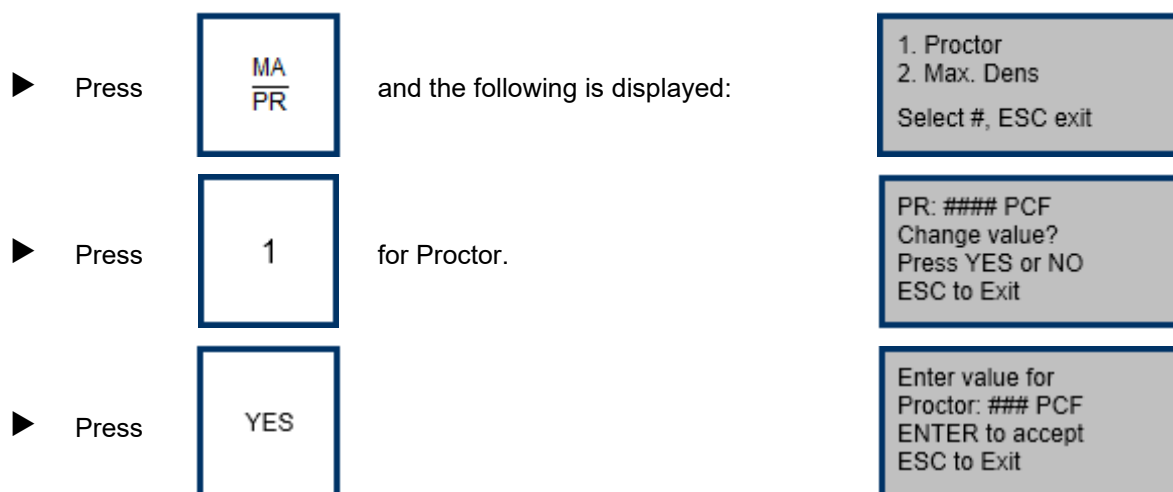 ▶ Press MA/PR and the following is displayed:
1. Proctor
2. Max. Dens
Select #, ESC exit
▶ Press 1 for Proctor.
PR: #### PCF
Change value?
Press YES or NO
ESC to Exit
▶ Press YES
Enter value for
Proctor: ### PCF
ENTER to accept
ESC to Exit